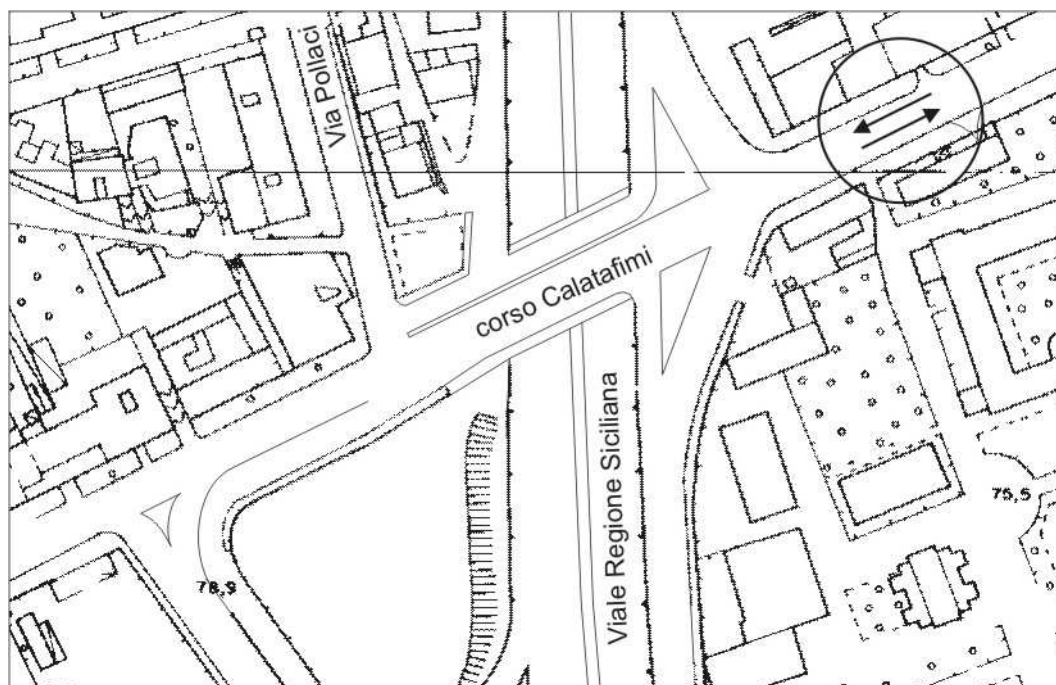 Via Pollaci
corso Calatafimi
Viale Regione Siciliana
75,5
78,9